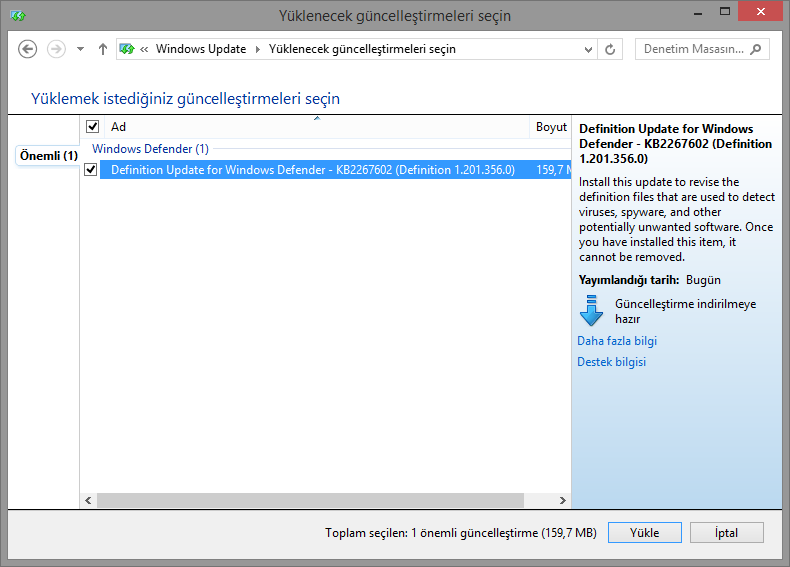 Yüklenecek güncelleştirmeleri seçin
« Windows Update Yüklenecek güncelleştirmeleri seçin
Denetim Masasın...
Yüklemek istediğiniz güncelleştirmeleri seçin
Ad
Boyut
Önemli (1)
Windows Defender (1)
Definition Update for Windows Defender - KB2267602 (Definition 1.201.356.0)
159,7 M
Definition Update for Windows
Defender - KB2267602 (Definition
1.201.356.0)
Install this update to revise the
definition files that are used to detect
viruses, spyware, and other
potentially unwanted software. Once
you have installed this item, it
cannot be removed.
Yayımlandığı tarih: Bugün
Güncelleştirme indirilmeye
hazır
Daha fazla bilgi
Destek bilgisi
Toplam seçilen: 1 önemli güncelleştirme (159,7 MB)
Yükle
İptal